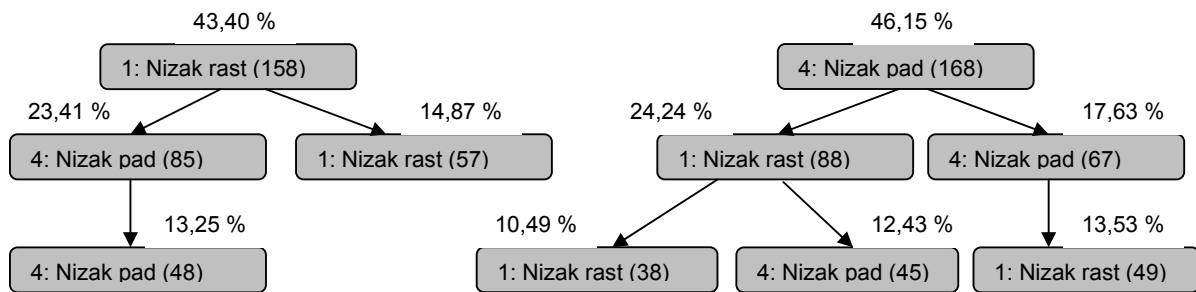 43,40 %
46,15 %
1: Nizak rast (158)
4: Nizak pad (168)
23,41 %
14,87 %
24,24 %
17,63 %
4: Nizak pad (85)
1: Nizak rast (57)
1: Nizak rast (88)
4: Nizak pad (67)
13,25 %
10,49 %
12,43 %
13,53 %
4: Nizak pad (48)
1: Nizak rast (38)
4: Nizak pad (45)
1: Nizak rast (49)